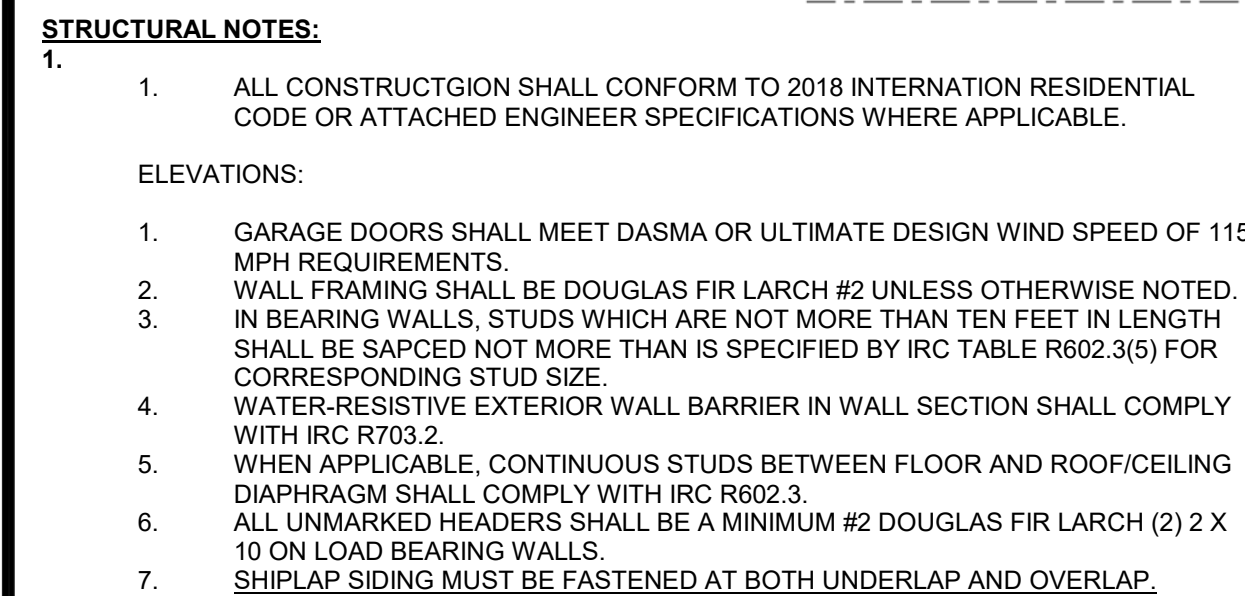 STRUCTURAL NOTES:
1.
1. ALL CONSTRUCTGION SHALL CONFORM TO 2018 INTERNATION RESIDENTIAL
CODE OR ATTACHED ENGINEER SPECIFICATIONS WHERE APPLICABLE.
ELEVATIONS:
1. GARAGE DOORS SHALL MEET DASMA OR ULTIMATE DESIGN WIND SPEED OF 115
MPH REQUIREMENTS.
2. WALL FRAMING SHALL BE DOUGLAS FIR LARCH #2 UNLESS OTHERWISE NOTED.
3. IN BEARING WALLS, STUDS WHICH ARE NOT MORE THAN TEN FEET IN LENGTH
SHALL BE SAPCED NOT MORE THAN IS SPECIFIED BY IRC TABLE R602.3(5) FOR
CORRESPONDING STUD SIZE.
4. WATER-RESISTIVE EXTERIOR WALL BARRIER IN WALL SECTION SHALL COMPLY
WITH IRC R703.2.
5. WHEN APPLICABLE, CONTINUOUS STUDS BETWEEN FLOOR AND ROOF/CEILING
DIAPHRAGM SHALL COMPLY WITH IRC R602.3.
6. ALL UNMARKED HEADERS SHALL BE A MINIMUM #2 DOUGLAS FIR LARCH (2) 2 X
10 ON LOAD BEARING WALLS.
7. SHIPLAP SIDING MUST BE FASTENED AT BOTH UNDERLAP AND OVERLAP.